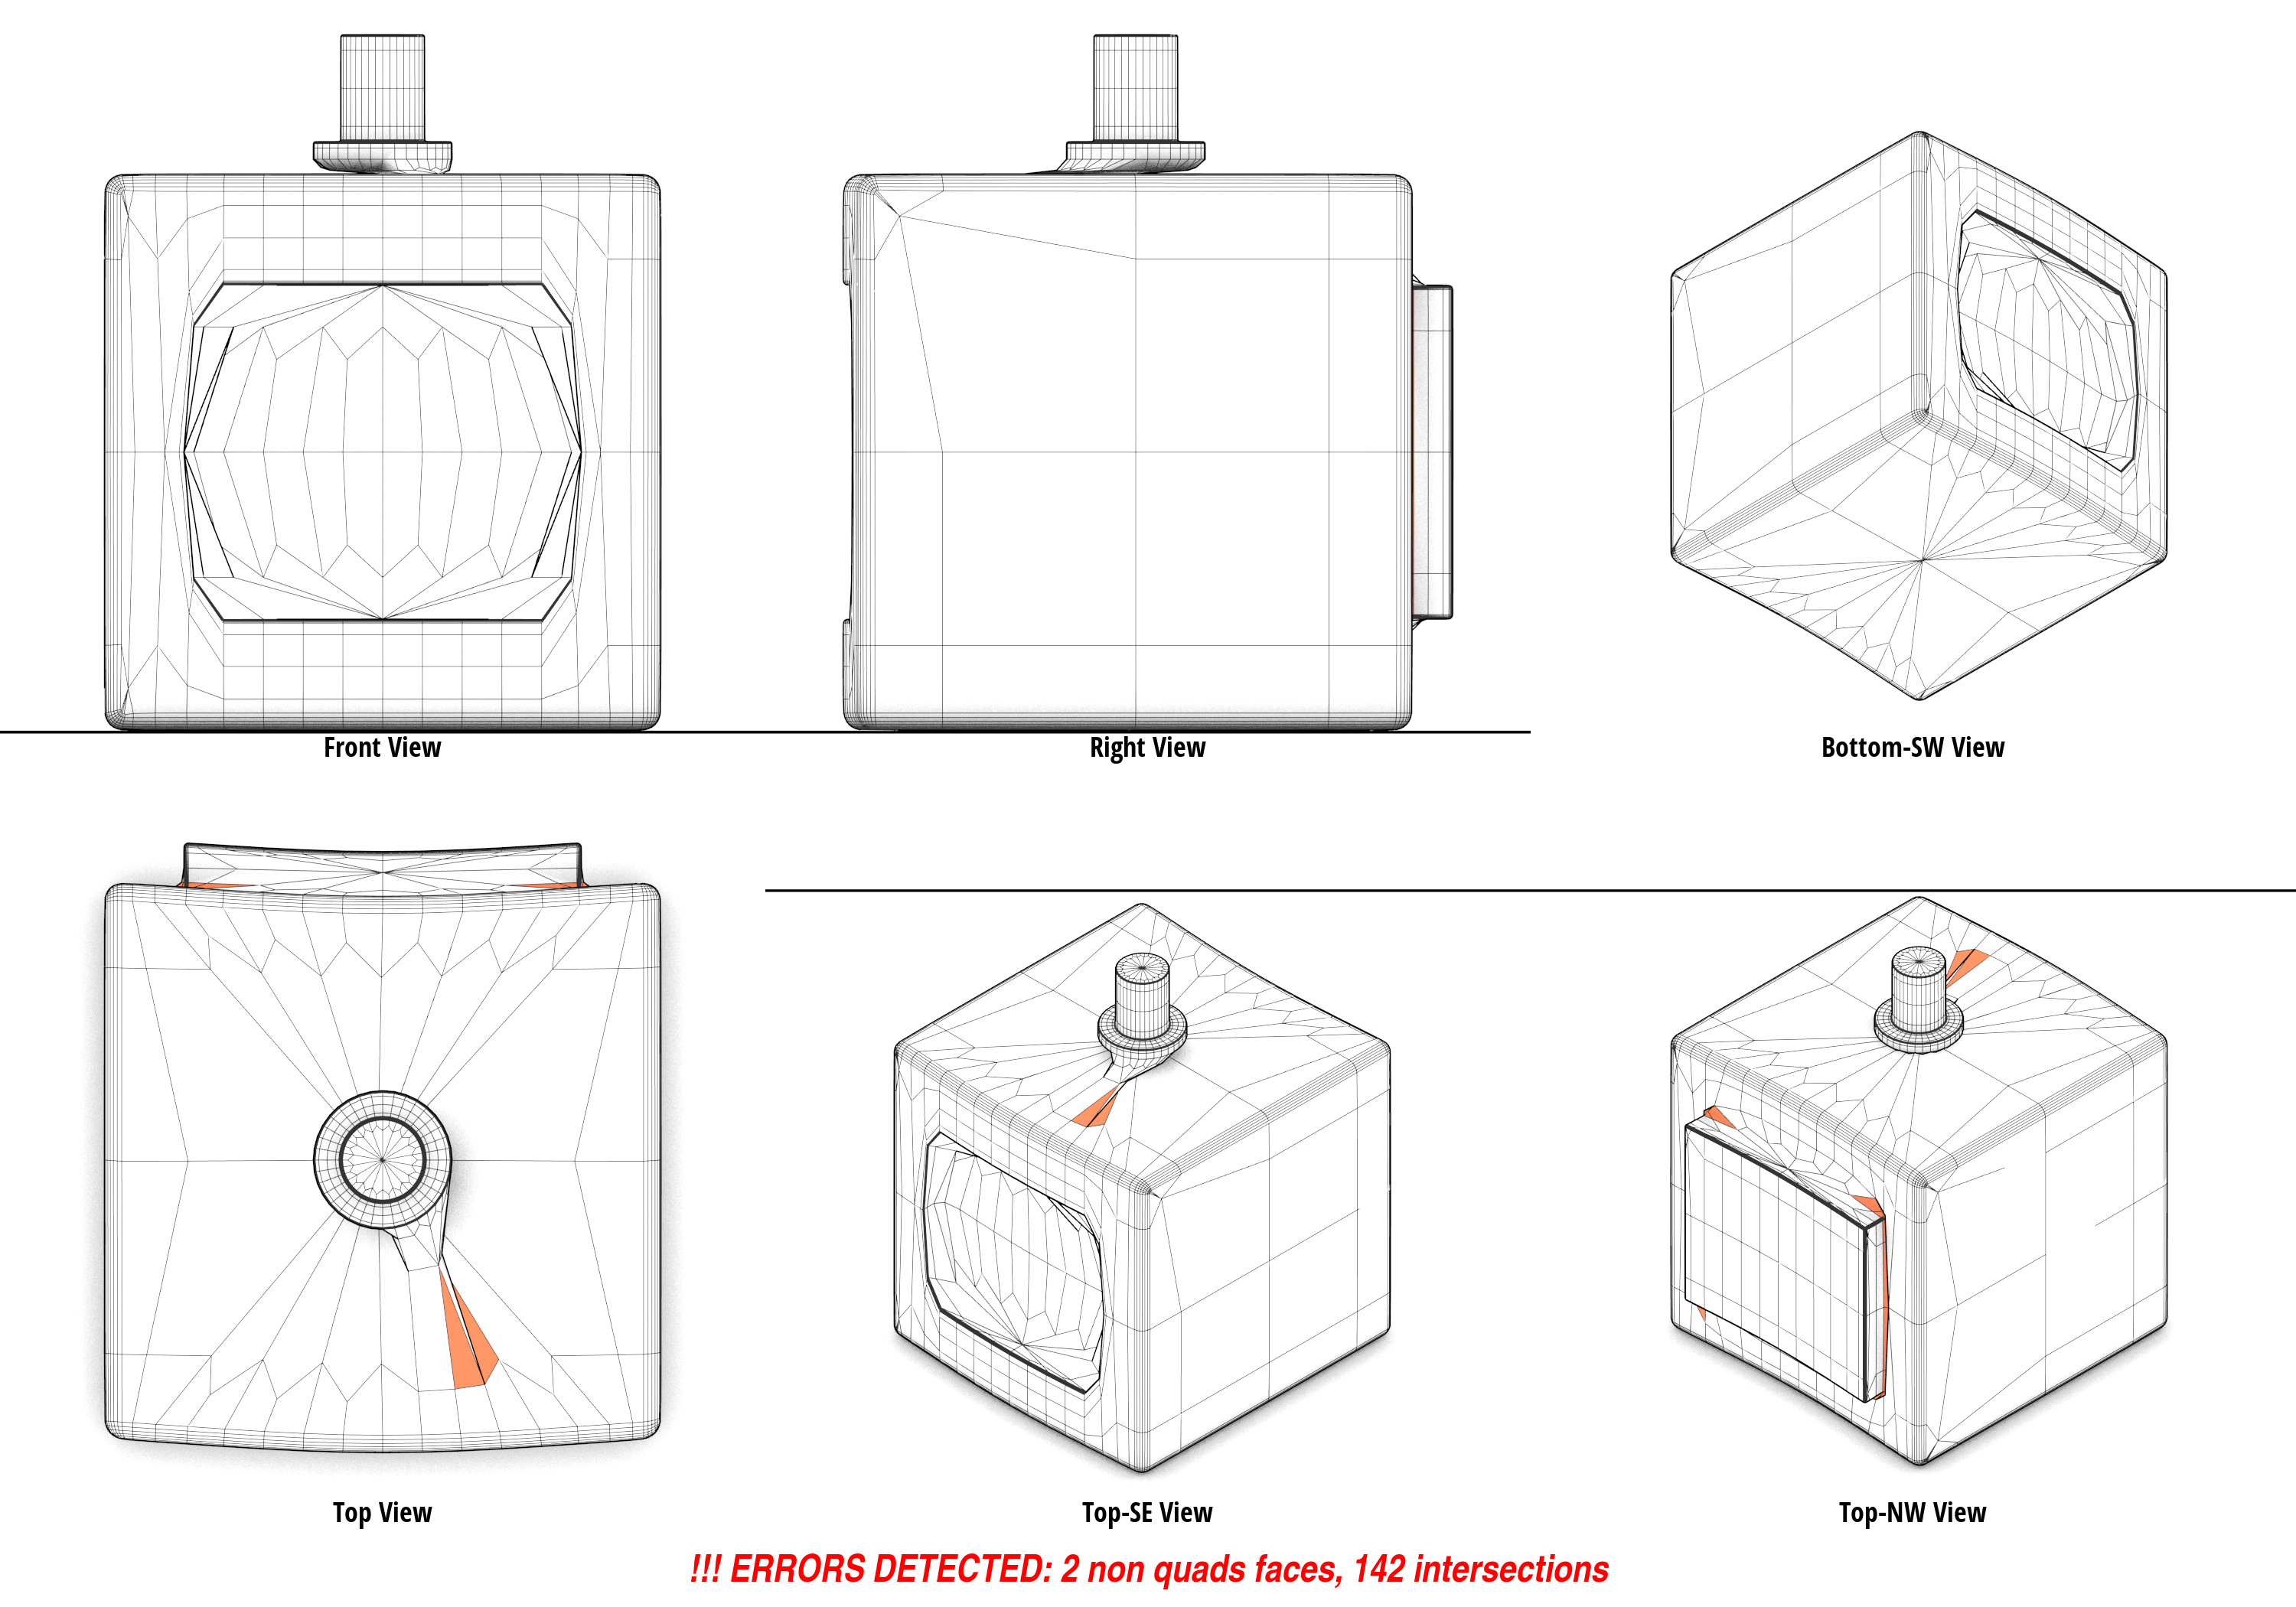 Front View
Right View
Bottom-SW View
Top View
Top-SE View
Top-NW View
!!! ERRORS DETECTED: 2 non quads faces, 142 intersections